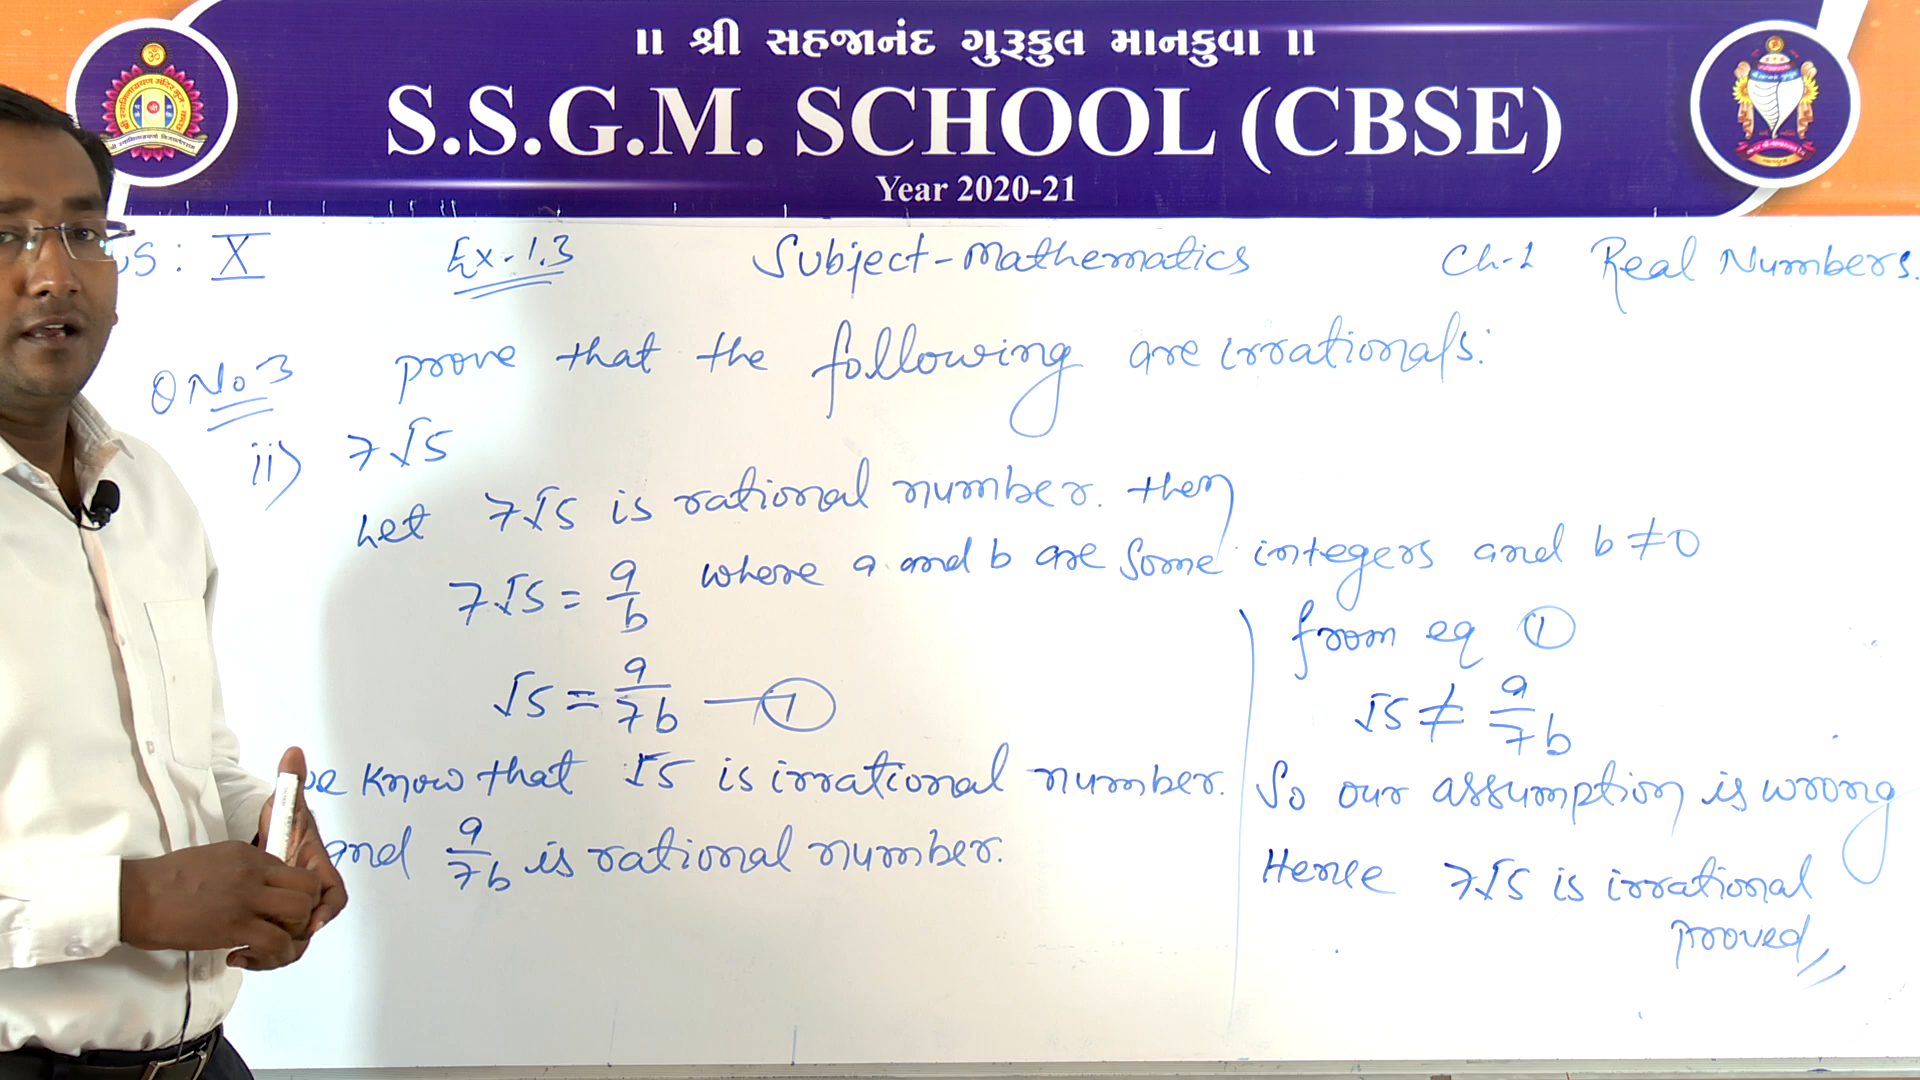 ॥ શ્રી સહજાનંદ ગુરૂકુલ માનકુવા ॥
S.S.G.M. SCHOOL (CBSE)
Year 2020-21
s : X Ex-1.3 Subject-Mathematics Ch-1 Real Numbers.
Q No 3 prove that the following are irrationals:
ii) 7√5
Let 7√5 is rational number. then
7√5 = a/b where a and b are some integers and b ≠ 0
√5 = a/7b — ①
we know that √5 is irrational number.
and a/7b is rational number.
from eq ①
√5 ≠ a/7b
So our assumption is wrong
Hence 7√5 is irrational
proved